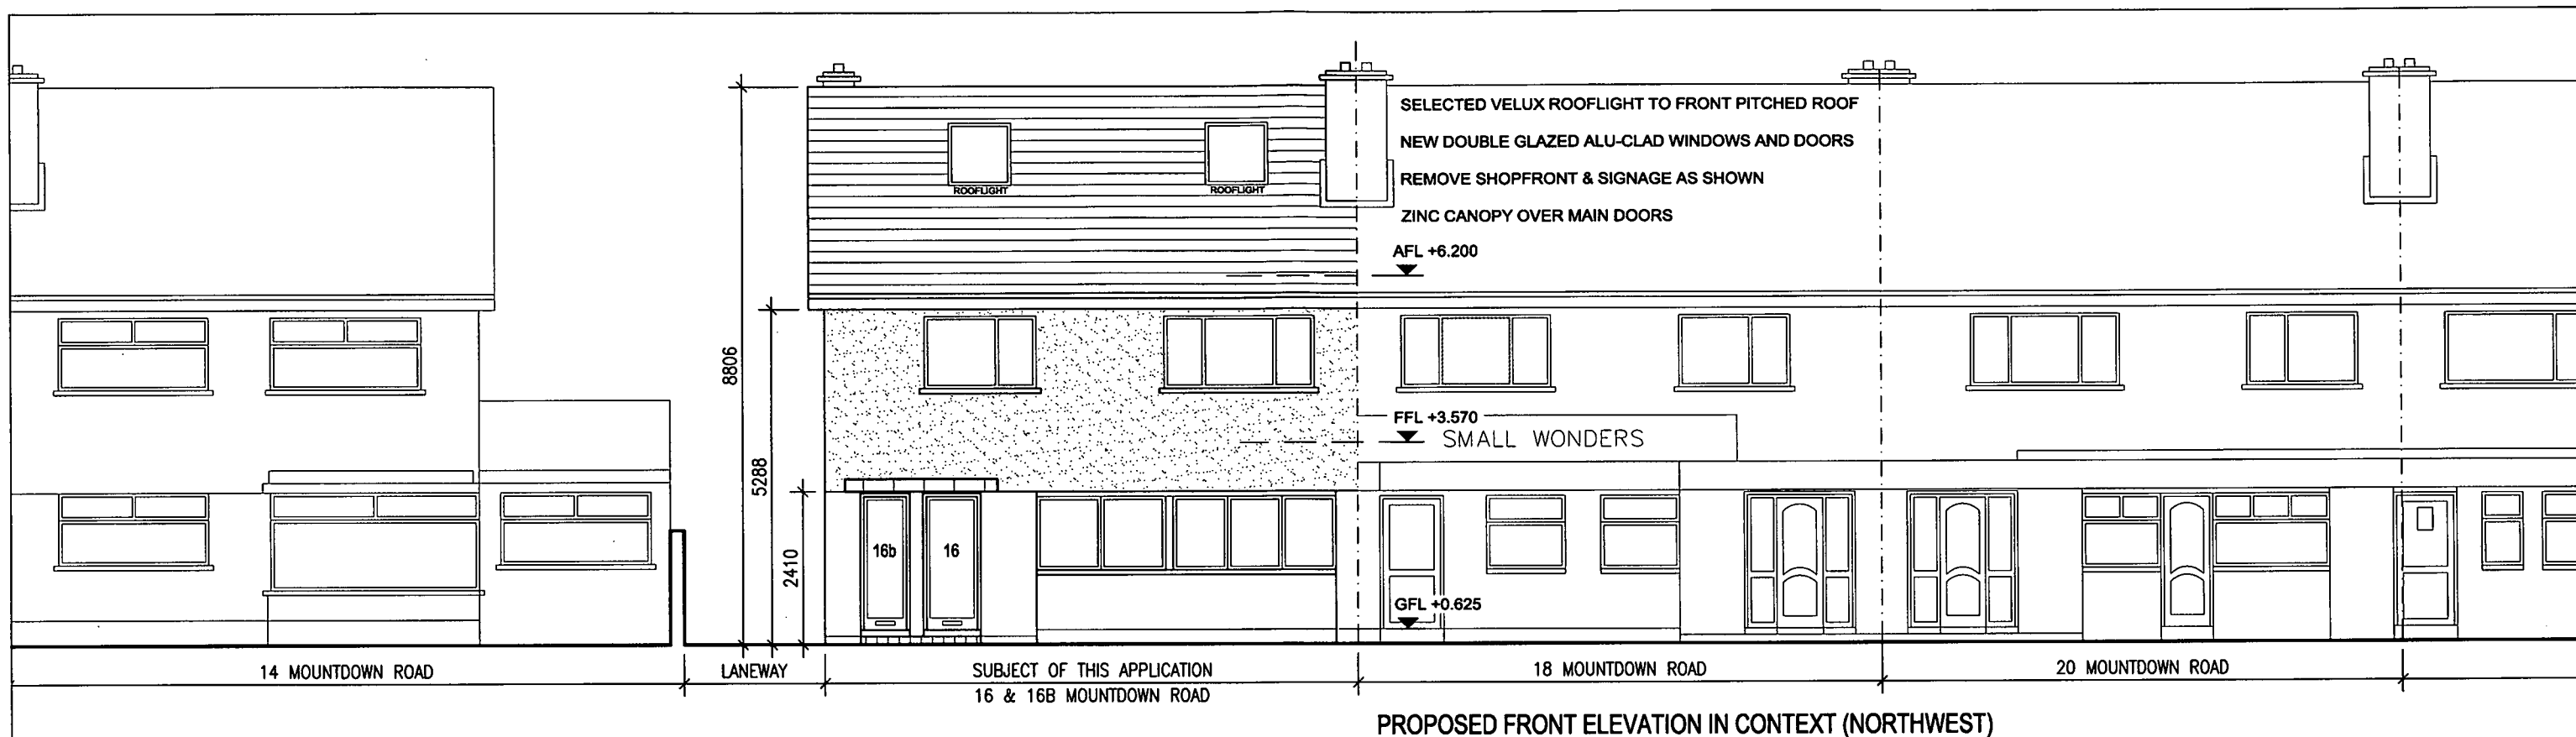 SELECTED VELUX ROOFLIGHT TO FRONT PITCHED ROOF
NEW DOUBLE GLAZED ALU-CLAD WINDOWS AND DOORS
REMOVE SHOPFRONT & SIGNAGE AS SHOWN
ZINC CANOPY OVER MAIN DOORS
ROOFLIGHT
ROOFLIGHT
AFL +6.200
8806
5288
2410
FFL +3.570
SMALL WONDERS
16b
16
GFL +0.625
14 MOUNTDOWN ROAD
LANEWAY
SUBJECT OF THIS APPLICATION
16 & 16B MOUNTDOWN ROAD
18 MOUNTDOWN ROAD
20 MOUNTDOWN ROAD
PROPOSED FRONT ELEVATION IN CONTEXT (NORTHWEST)